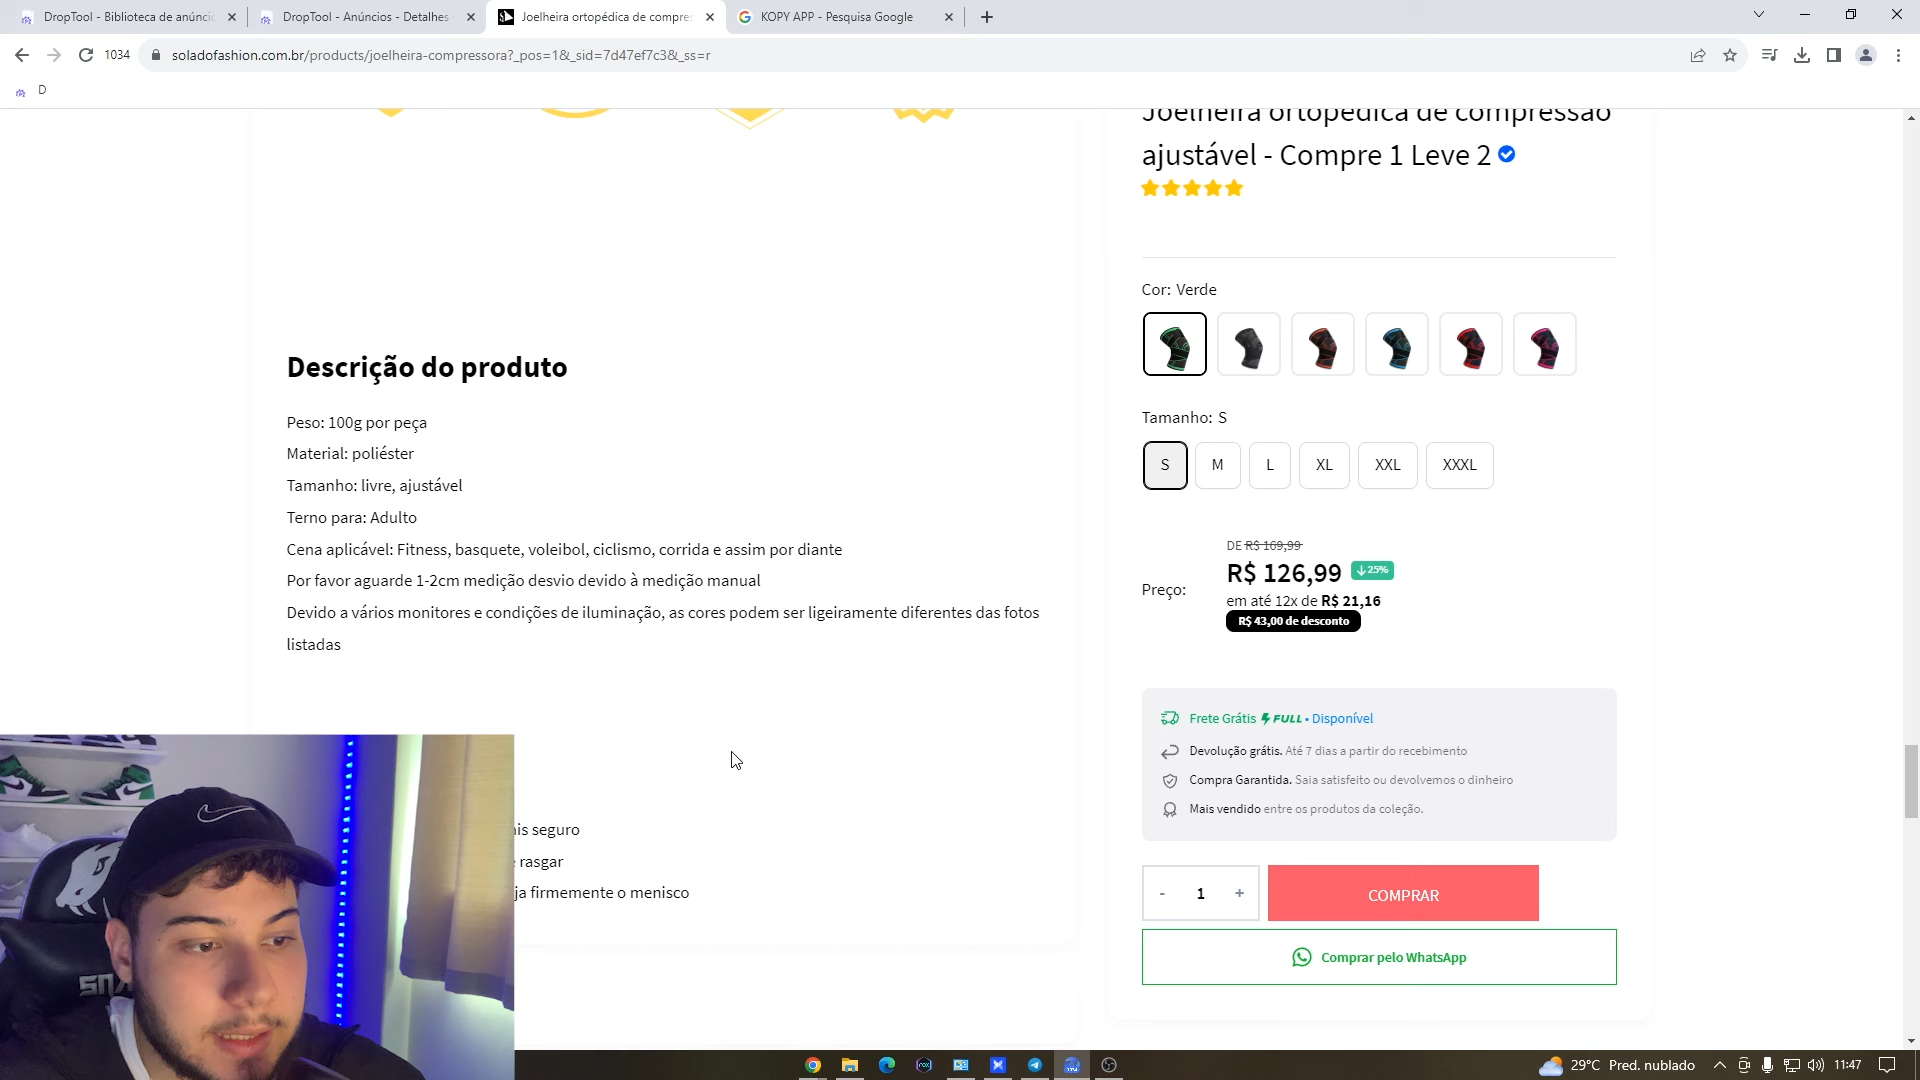 DropTool - Biblioteca de anúnci
DropTool - Anúncios - Detalhes
Joelheira ortopédica de compres
KOPY APP - Pesquisa Google
1034
soladofashion.com.br/products/joelheira-compressora?_pos=1&_sid=7d47ef7c3&_ss=r
D
Joelheira ortopédica de compressão
ajustável - Compre 1 Leve 2
Cor: Verde
Descrição do produto
Peso: 100g por peça
Material: poliéster
Tamanho: livre, ajustável
Terno para: Adulto
Cena aplicável: Fitness, basquete, voleibol, ciclismo, corrida e assim por diante
Por favor aguarde 1-2cm medição desvio devido à medição manual
Devido a vários monitores e condições de iluminação, as cores podem ser ligeiramente diferentes das fotos
listadas
is seguro
rasgar
ja firmemente o menisco
Tamanho: S
S M L XL XXL XXXL
DE R$ 169,99
Preço:
R$ 126,99 25%
em até 12x de R$ 21,16
R$ 43,00 de desconto
Frete Grátis FULL • Disponível
Devolução grátis. Até 7 dias a partir do recebimento
Compra Garantida. Saia satisfeito ou devolvemos o dinheiro
Mais vendido entre os produtos da coleção.
- 1 +
COMPRAR
Comprar pelo WhatsApp
29°C Pred. nublado
11:47